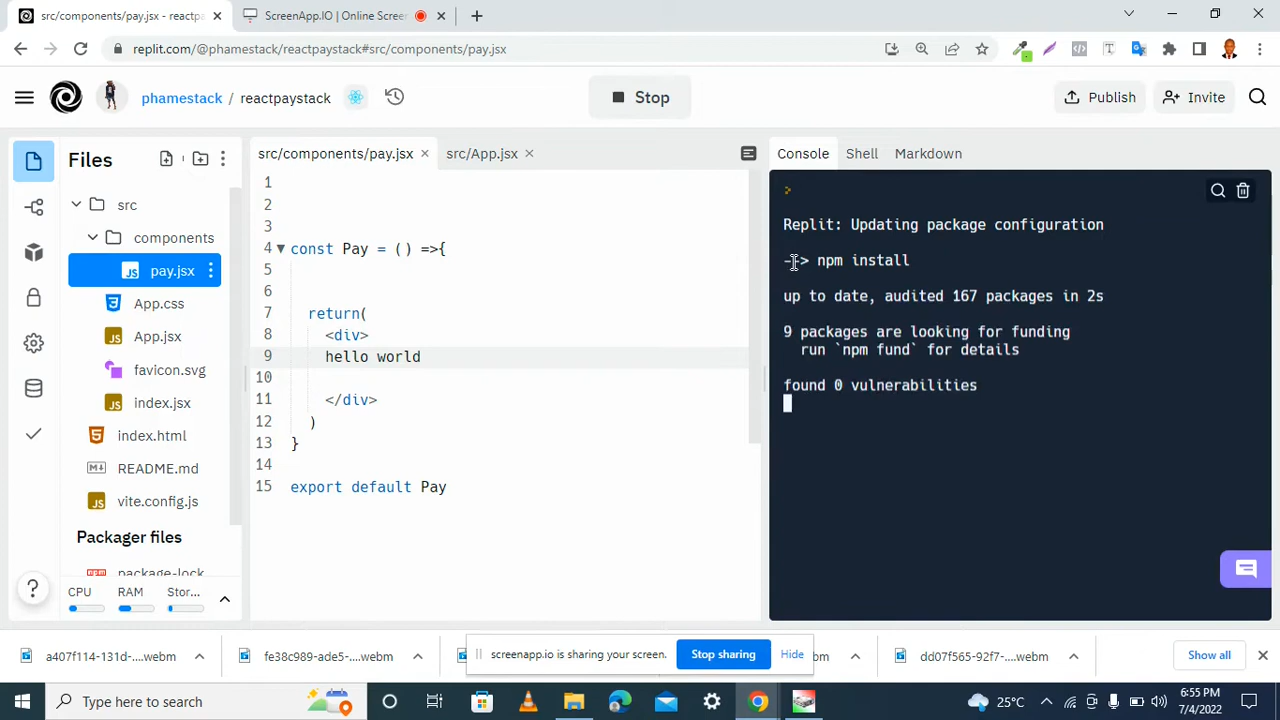 src/components/pay.jsx - reactpa
ScreenApp.IO | Online Screen
replit.com/@phamestack/reactpaystack#src/components/pay.jsx
phamestack / reactpaystack
Stop
Publish
Invite
Files
src
components
pay.jsx
App.css
App.jsx
favicon.svg
index.jsx
index.html
README.md
vite.config.js
Packager files
package-lock
CPU
RAM
Stor...
src/components/pay.jsx
src/App.jsx
1
2
3
4 const Pay = () =>{
5
6
7 return(
8 <div>
9 hello world
10
11 </div>
12 )
13 }
14
15 export default Pay
Console
Shell
Markdown
>
Replit: Updating package configuration
--> npm install
up to date, audited 167 packages in 2s
9 packages are looking for funding
run `npm fund` for details
found 0 vulnerabilities
a407f114-131d-....webm
fe38c989-ade5-....webm
screenapp.io is sharing your screen.
Stop sharing
Hide
bm
dd07f565-92f7-....webm
Show all
Type here to search
25°C
6:55 PM
7/4/2022